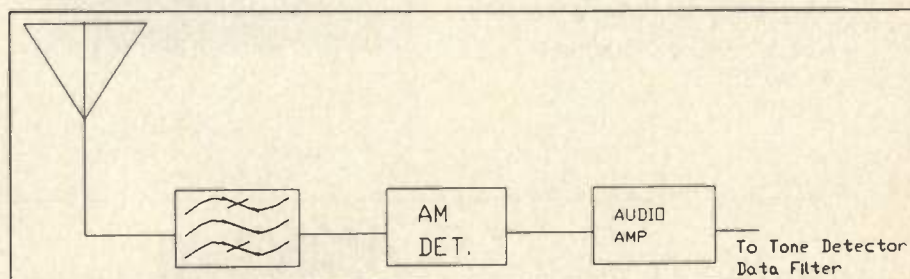 AM
DET.
AUDIO
AMP
To Tone Detector
Data Filter